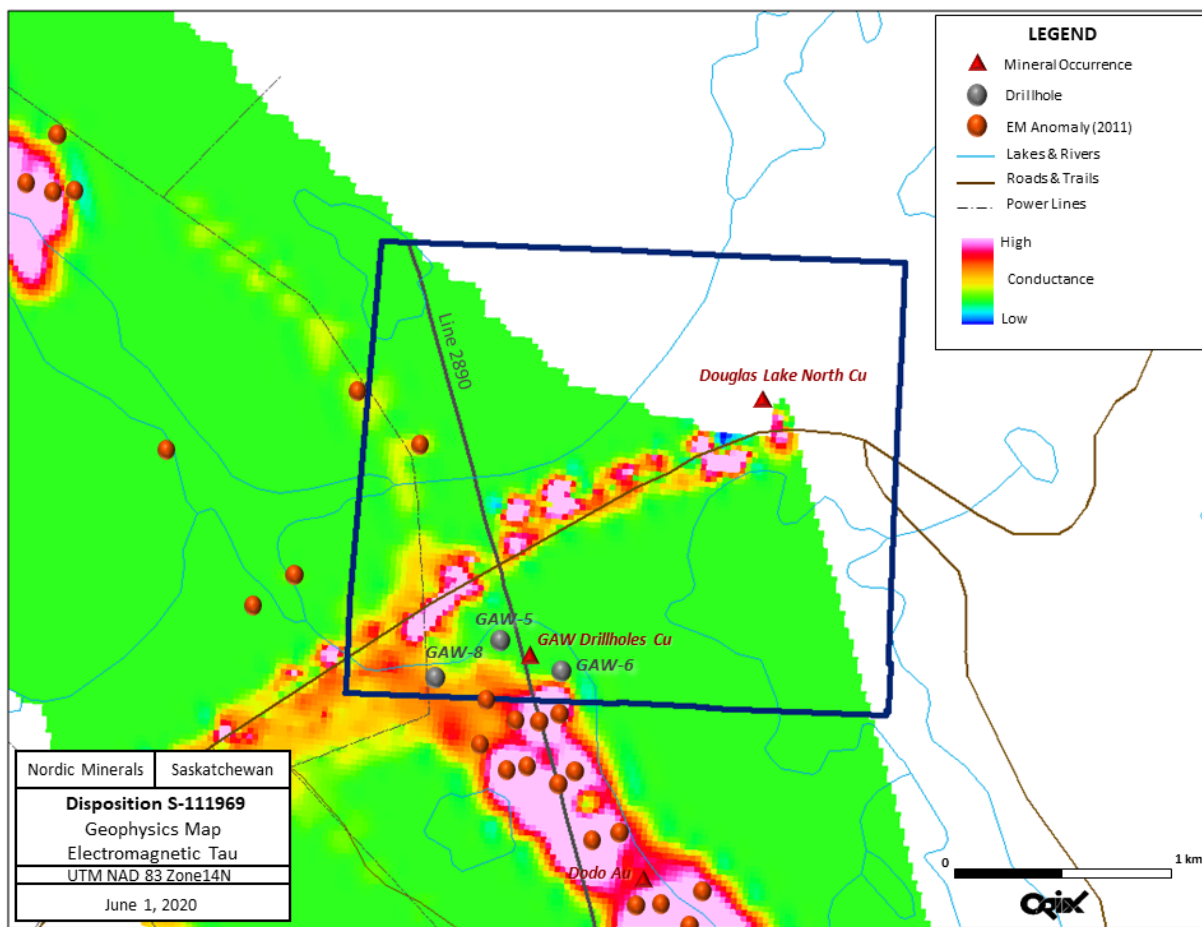 LEGEND
Mineral Occurrence
Drillhole
EM Anomaly (2011)
Lakes & Rivers
Roads & Trails
Power Lines
High
Conductance
Low
Line 2890
Douglas Lake North Cu
GAW-5
GAW Drillholes Cu
GAW-8
GAW-6
Dodo Au
Nordic Minerals Saskatchewan
Disposition S-111969
Geophysics Map
Electromagnetic Tau
UTM NAD 83 Zone14N
June 1, 2020
0 1 km